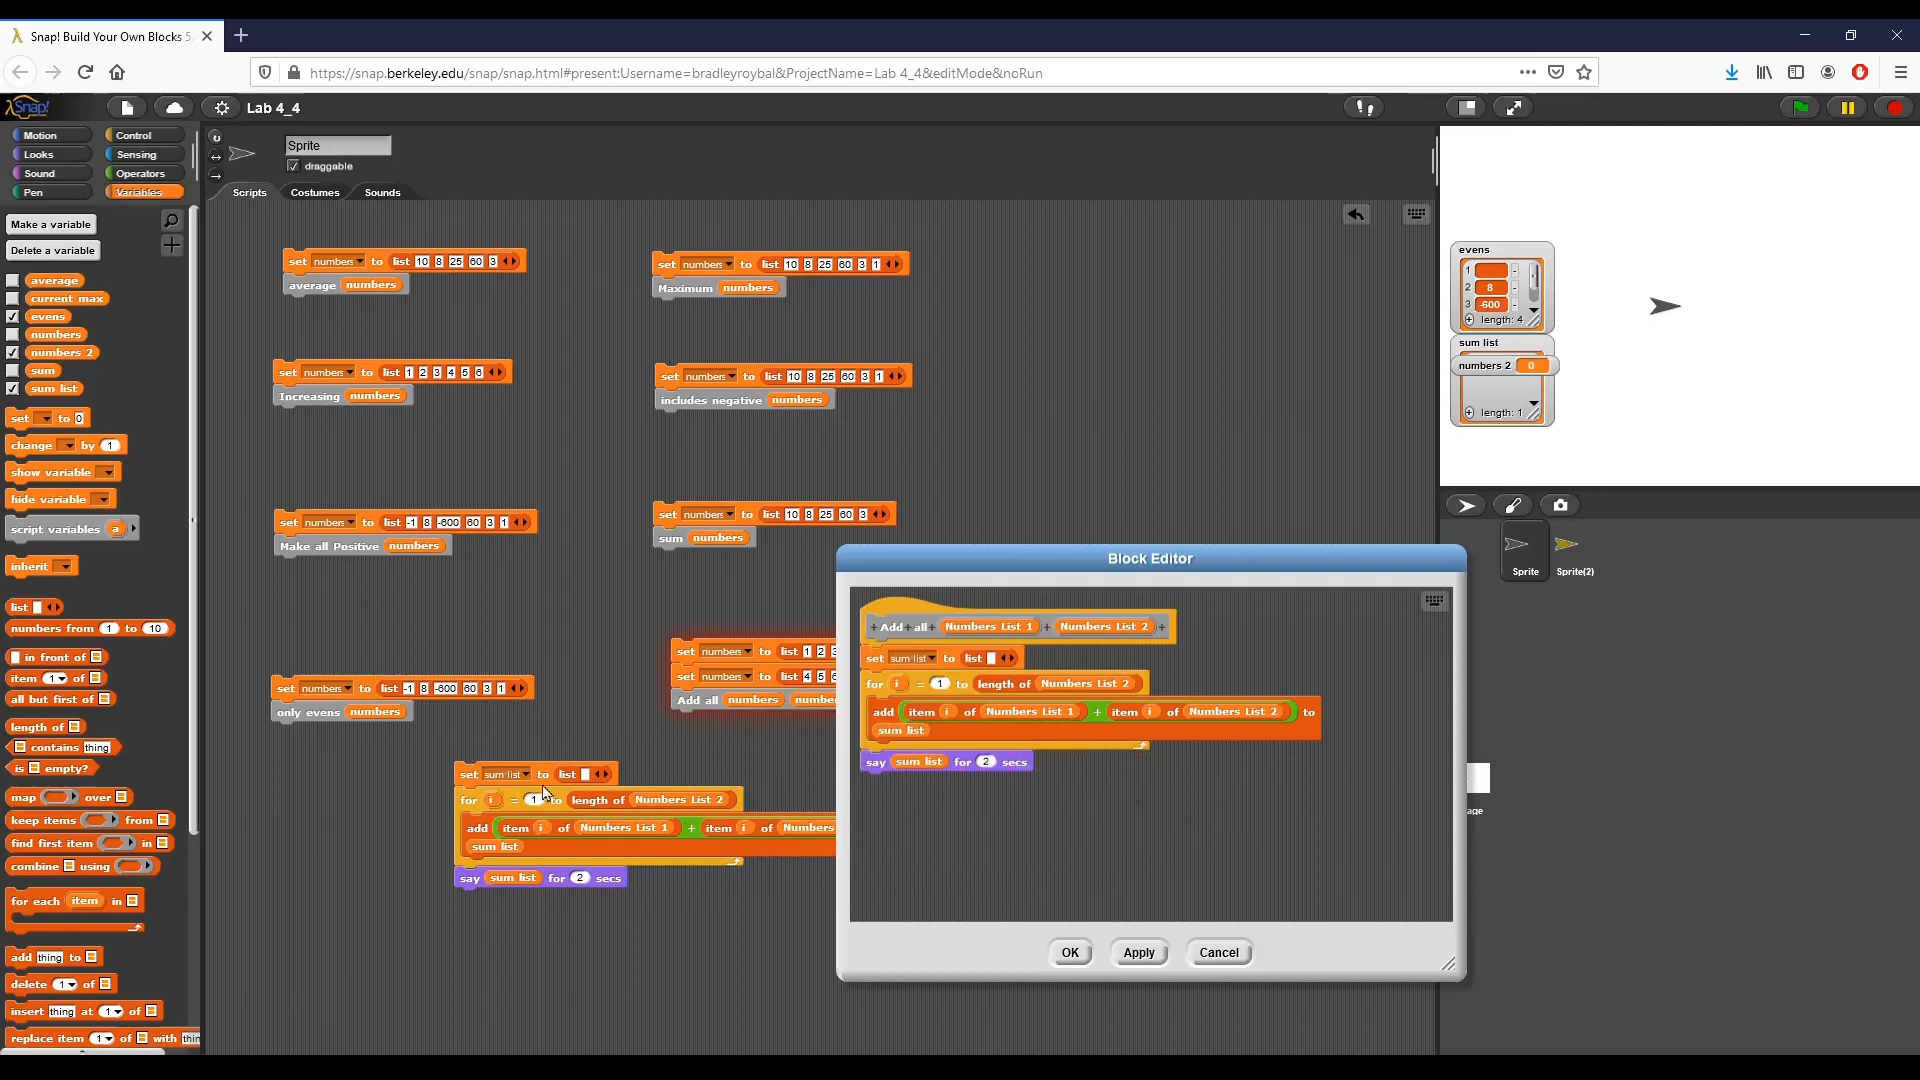 Snap! Build Your Own Blocks 5.
https://snap.berkeley.edu/snap/snap.html#present:Username=bradleyroybal&ProjectName=Lab 4_4&editMode&noRun
Snap!
Lab 4_4
Motion
Control
Looks
Sensing
Sound
Operators
Pen
Variables
Make a variable
Delete a variable
average
current max
evens
numbers
numbers 2
sum
sum list
set to 0
change by 1
show variable
hide variable
script variables a
inherit
list
numbers from 1 to 10
in front of
item 1 of
all but first of
length of
contains thing
is empty?
map over
keep items from
find first item in
combine using
for each item in
add thing to
delete 1 of
insert thing at 1 of
replace item 1 of with thin
Sprite
draggable
Scripts
Costumes
Sounds
set numbers to list 10 8 25 60 3
average numbers
set numbers to list 10 8 25 60 3 1
Maximum numbers
set numbers to list 1 2 3 4 5 6
Increasing numbers
set numbers to list 10 8 25 60 3 1
includes negative numbers
set numbers to list -1 8 -600 60 3 1
Make all Positive numbers
set numbers to list 10 8 25 60 3
sum numbers
set numbers to list -1 8 -600 60 3 1
only evens numbers
set numbers to list 1 2 3
set numbers to list 4 5 6
Add all numbers number
set sum list to list
for i = 1 to length of Numbers List 2
add item i of Numbers List 1 + item i of Numbers
sum list
say sum list for 2 secs
Block Editor
+ Add + all + Numbers List 1 + Numbers List 2 +
set sum list to list
for i = 1 to length of Numbers List 2
add item i of Numbers List 1 + item i of Numbers List 2 to
sum list
say sum list for 2 secs
OK
Apply
Cancel
evens
1
2 8
3 -600
length: 4
sum list
numbers 2 0
length: 1
Sprite
Sprite(2)
age